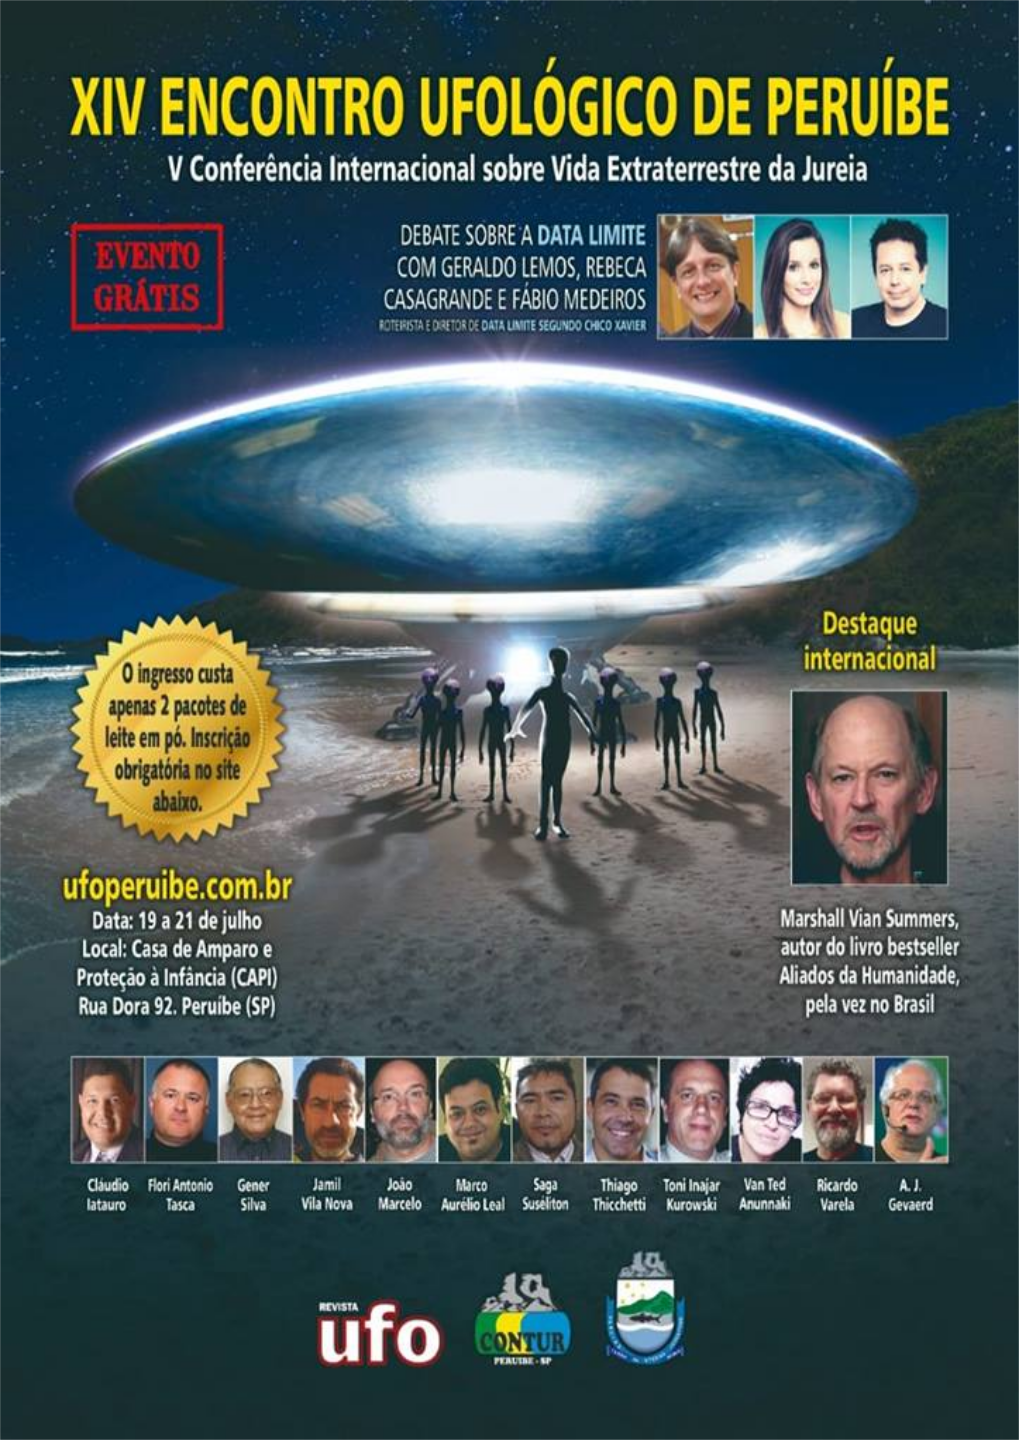 XIV ENCONTRO UFOLÓGICO DE PERUÍBE
V Conferência Internacional sobre Vida Extraterrestre da Jureia
EVENTO
GRÁTIS
DEBATE SOBRE A DATA LIMITE
COM GERALDO LEMOS, REBECA
CASAGRANDE E FÁBIO MEDEIROS
ROTEIRISTA E DIRETOR DE DATA LIMITE SEGUNDO CHICO XAVIER
O ingresso custa
apenas 2 pacotes de
leite em pó. Inscrição
obrigatória no site
abaixo.
ufoperuibe.com.br
Data: 19 a 21 de julho
Local: Casa de Amparo e
Proteção à Infância (CAPI)
Rua Dora 92. Peruíbe (SP)
Destaque
internacional
Marshall Vian Summers,
autor do livro bestseller
Aliados da Humanidade,
pela vez no Brasil
Cláudio
Iatauro
Flori Antonio
Tasca
Gener
Silva
Jamil
Vila Nova
João
Marcelo
Marco
Aurélio Leal
Saga
Suséliton
Thiago
Thicchetti
Toni Inajar
Kurowski
Van Ted
Anunnaki
Ricardo
Varela
A. J.
Gevaerd
REVISTA
ufo
CONTUR
PERUIBE - SP